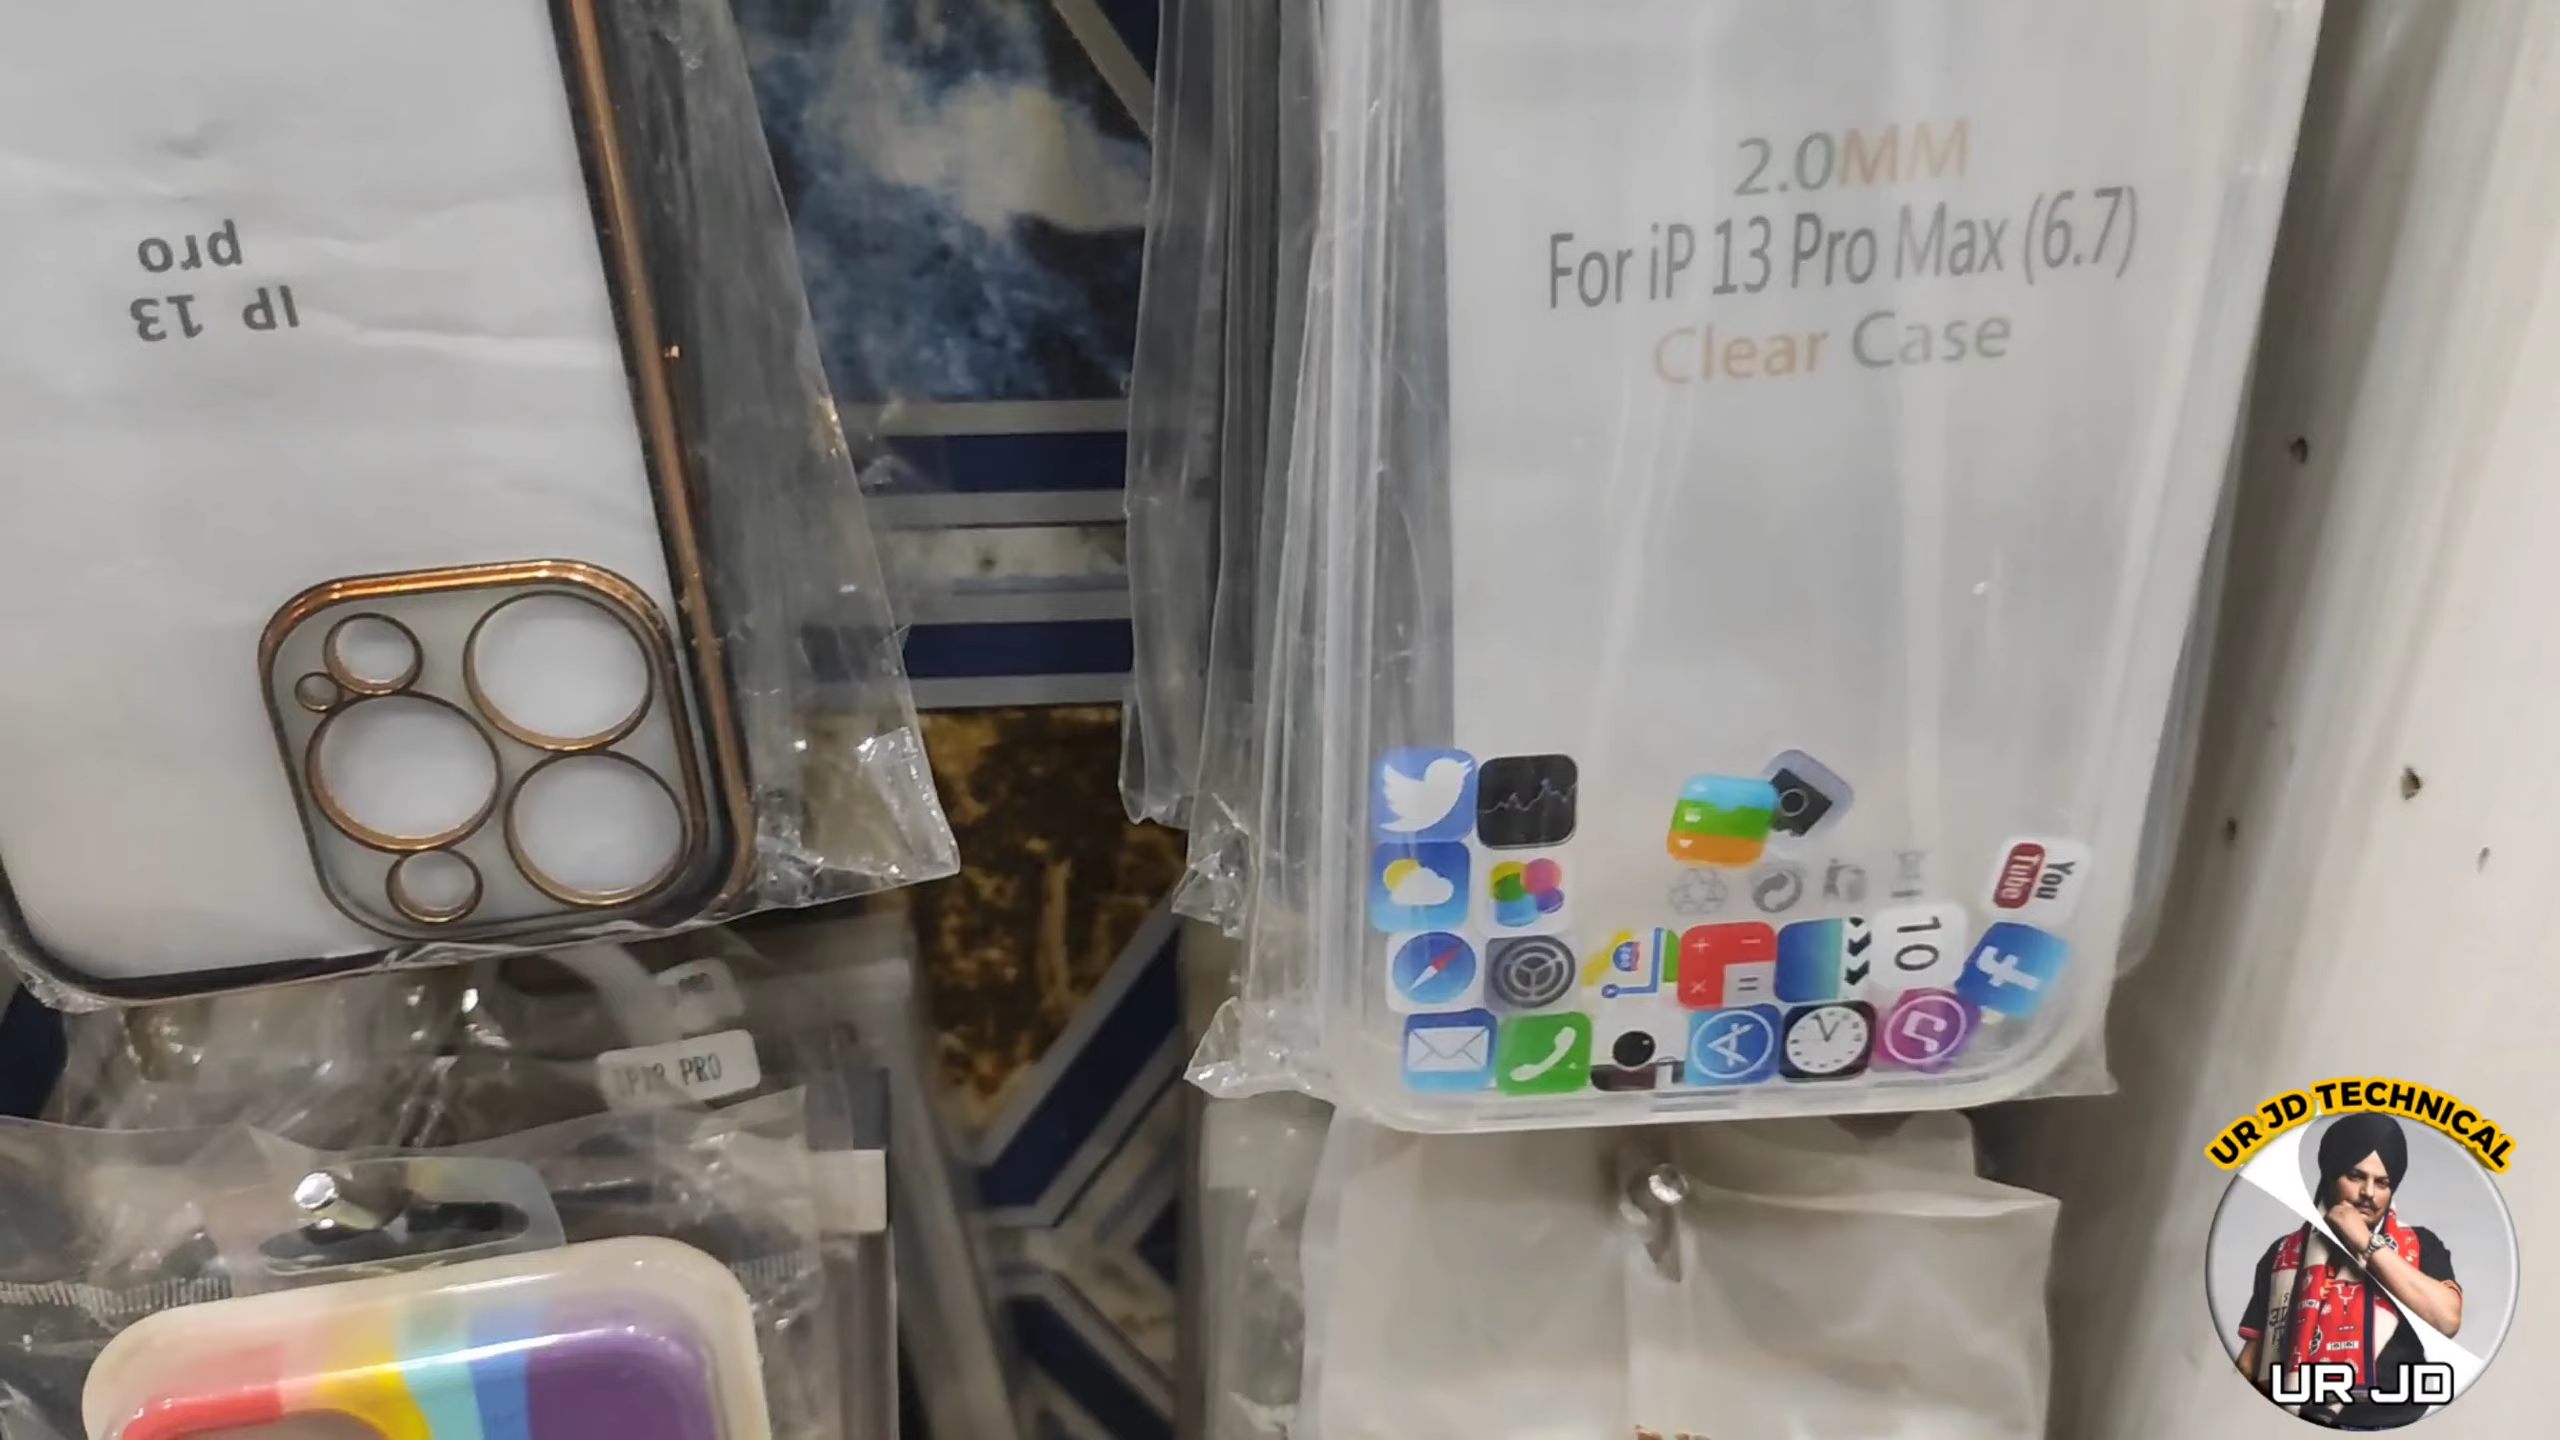 IP 13
pro
2.0MM
For iP 13 Pro Max (6.7)
Clear Case
You
Tube
10
f
PRO
UR JD TECHNICAL
UR JD